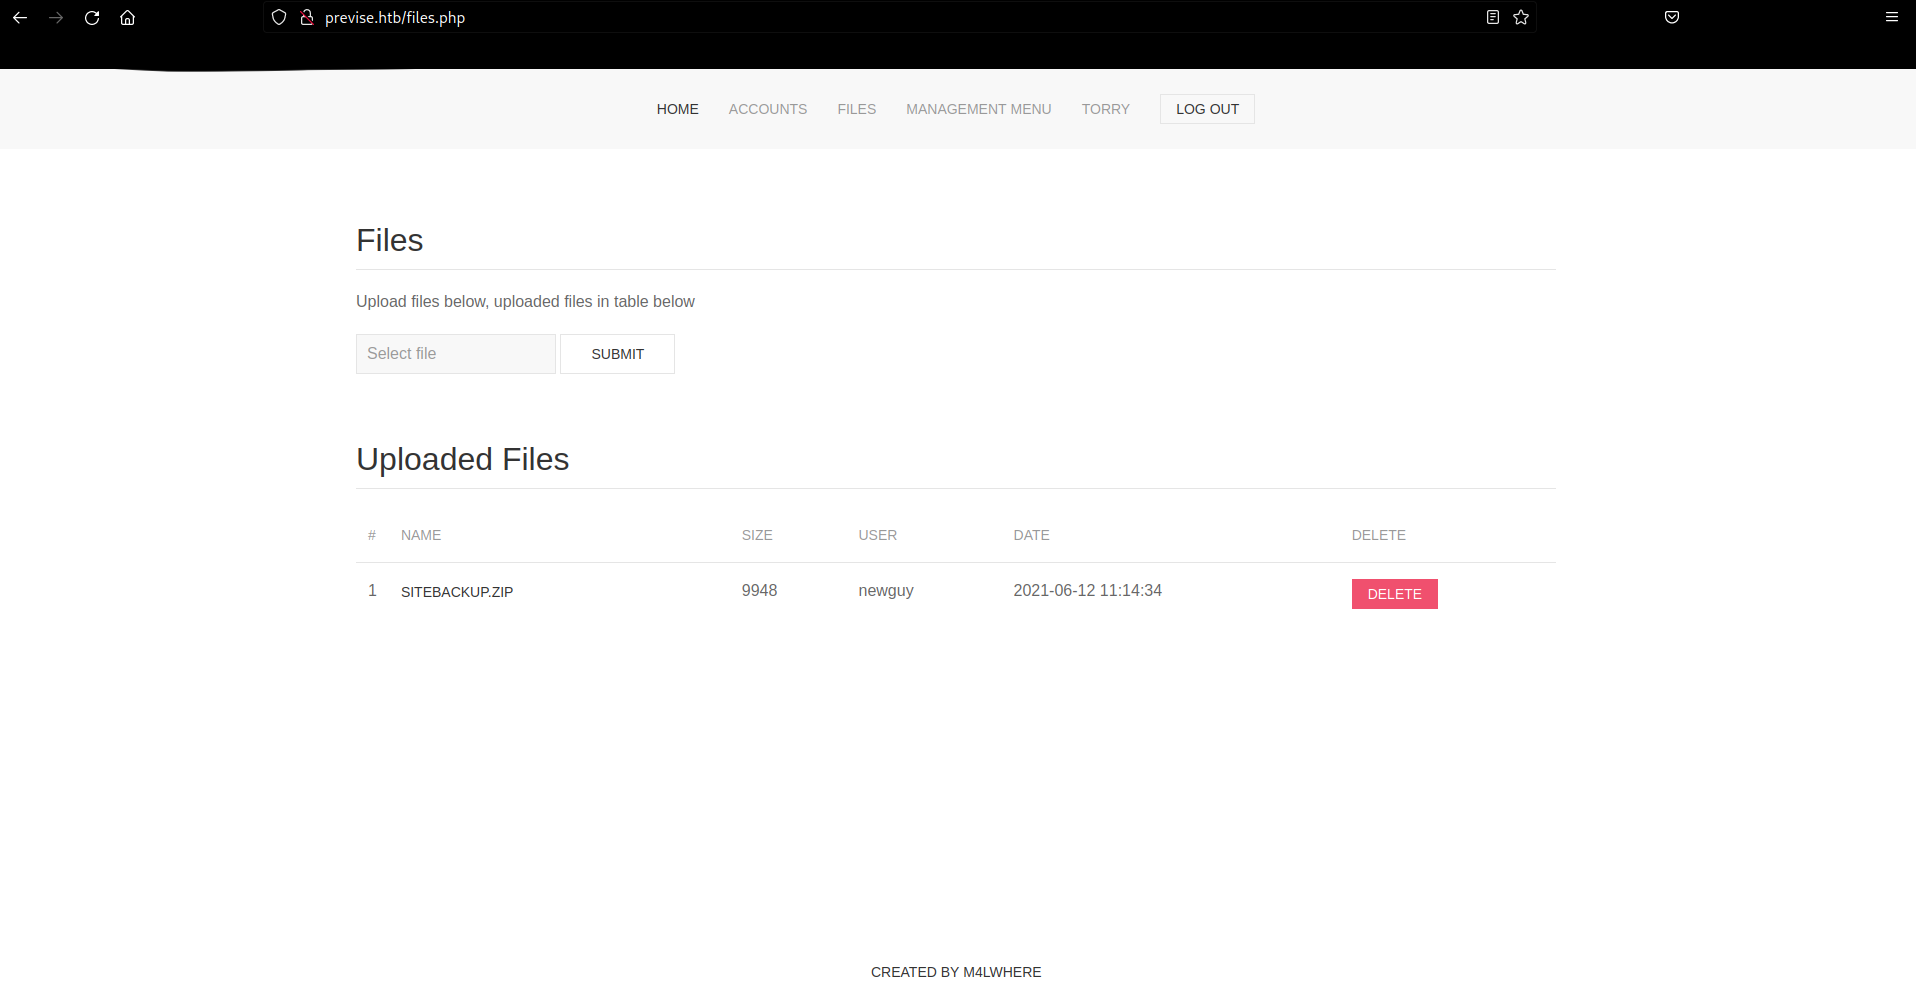 previse.htb/files.php
HOME ACCOUNTS FILES MANAGEMENT MENU TORRY LOG OUT
Files
Upload files below, uploaded files in table below
Select file SUBMIT
Uploaded Files
# NAME SIZE USER DATE DELETE
1 SITEBACKUP.ZIP 9948 newguy 2021-06-12 11:14:34 DELETE
CREATED BY M4LWHERE